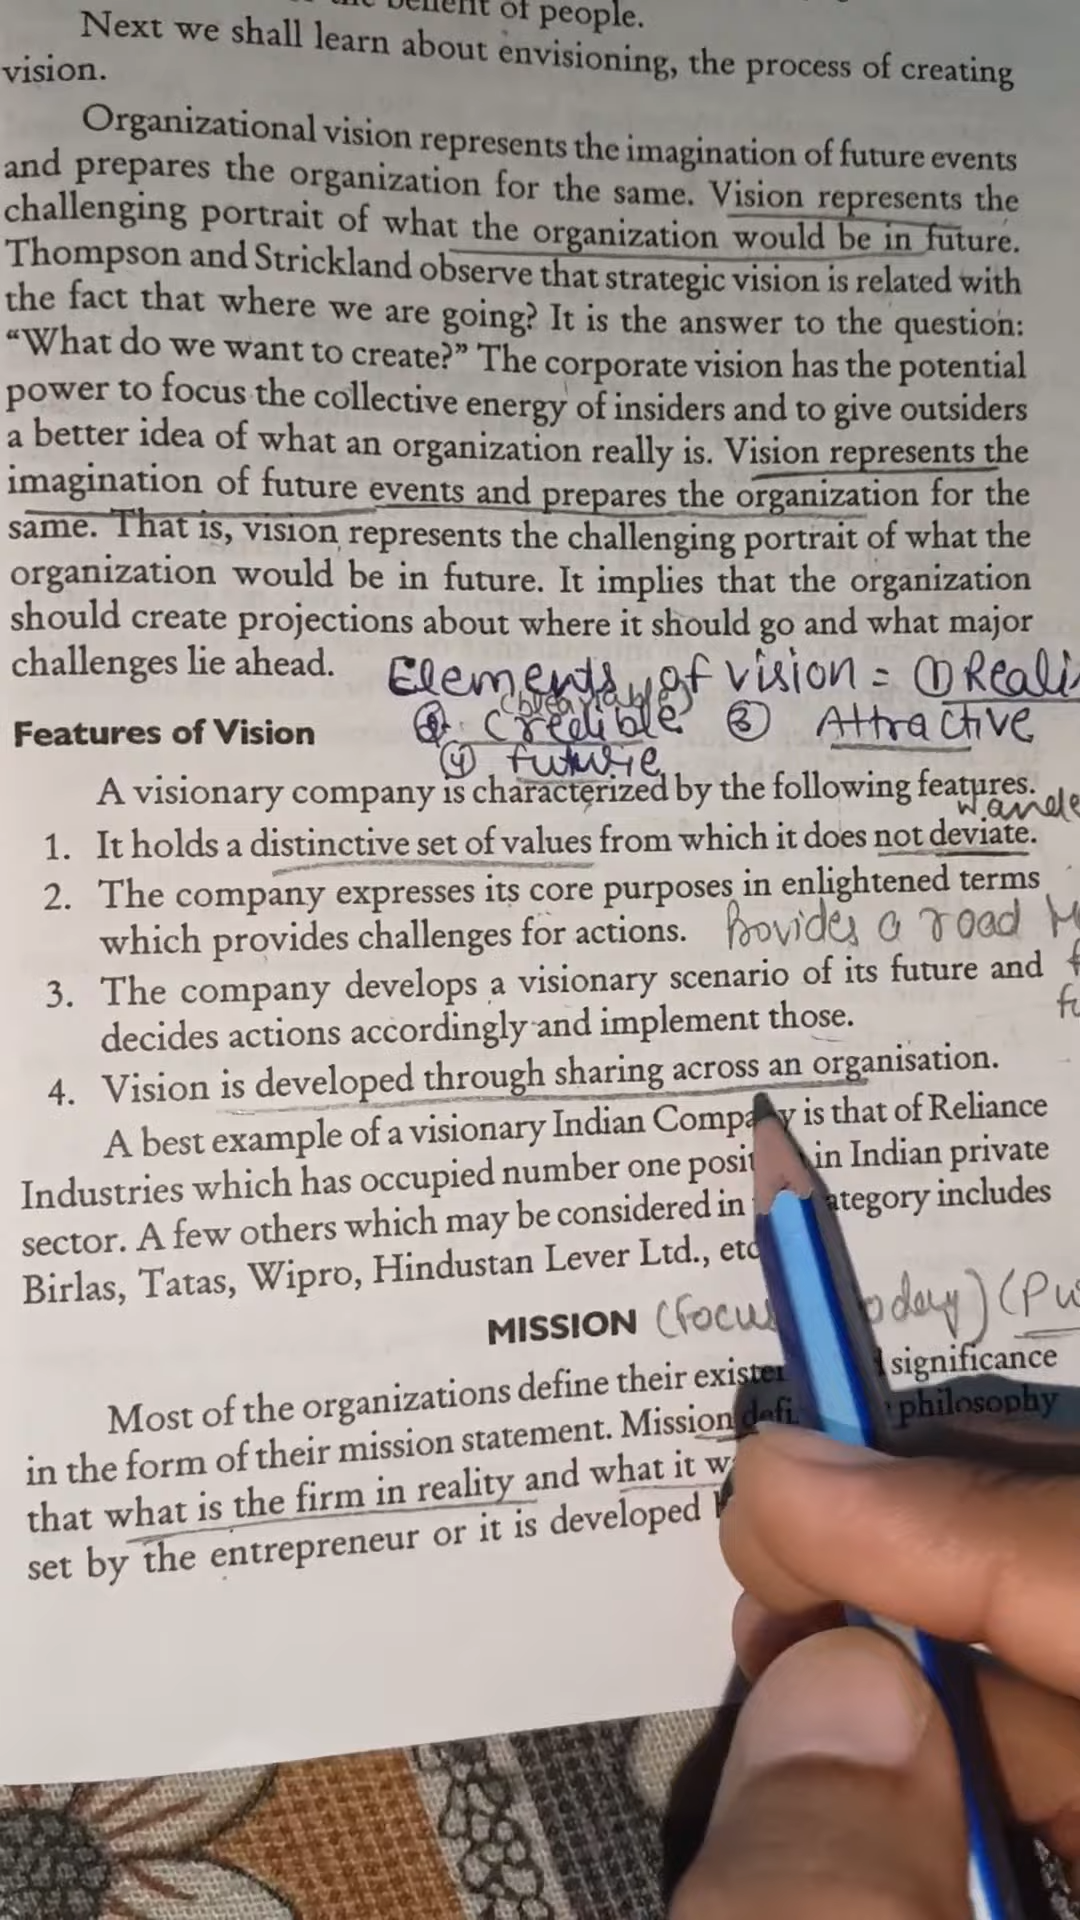 benefit of people.
Next we shall learn about envisioning, the process of creating
vision.
Organizational vision represents the imagination of future events
and prepares the organization for the same. Vision represents the
challenging portrait of what the organization would be in future.
Thompson and Strickland observe that strategic vision is related with
the fact that where we are going? It is the answer to the question:
“What do we want to create?” The corporate vision has the potential
power to focus the collective energy of insiders and to give outsiders
a better idea of what an organization really is. Vision represents the
imagination of future events and prepares the organization for the
same. That is, vision represents the challenging portrait of what the
organization would be in future. It implies that the organization
should create projections about where it should go and what major
challenges lie ahead.
Elements of vision = ① Reali
② Credible ③ Attractive
④ future
Features of Vision
A visionary company is characterized by the following features.
1. It holds a distinctive set of values from which it does not deviate.
2. The company expresses its core purposes in enlightened terms
which provides challenges for actions. Provides a road
3. The company develops a visionary scenario of its future and
decides actions accordingly and implement those.
4. Vision is developed through sharing across an organisation.
A best example of a visionary Indian Company is that of Reliance
Industries which has occupied number one posit in Indian private
sector. A few others which may be considered in ategory includes
Birlas, Tatas, Wipro, Hindustan Lever Ltd., etc
MISSION (Focus oday) (Pu
Most of the organizations define their exister significance
in the form of their mission statement. Mission defi philosophy
that what is the firm in reality and what it w
set by the entrepreneur or it is developed